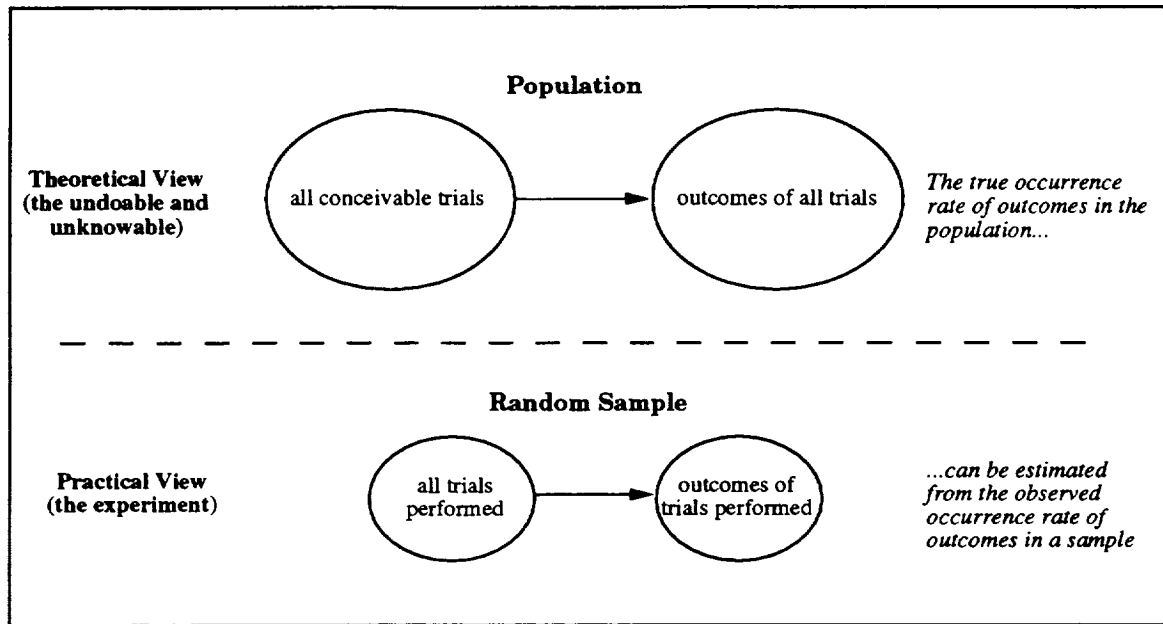 Population
Theoretical View
(the undoable and
unknowable)
all conceivable trials
outcomes of all trials
The true occurrence
rate of outcomes in the
population...
Random Sample
Practical View
(the experiment)
all trials
performed
outcomes of
trials performed
...can be estimated
from the observed
occurrence rate of
outcomes in a sample